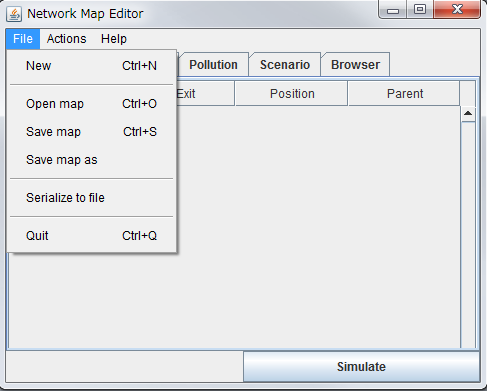 Network Map Editor
File Actions Help
Pollution Scenario Browser
Exit Position Parent
New Ctrl+N
Open map Ctrl+O
Save map Ctrl+S
Save map as
Serialize to file
Quit Ctrl+Q
Simulate